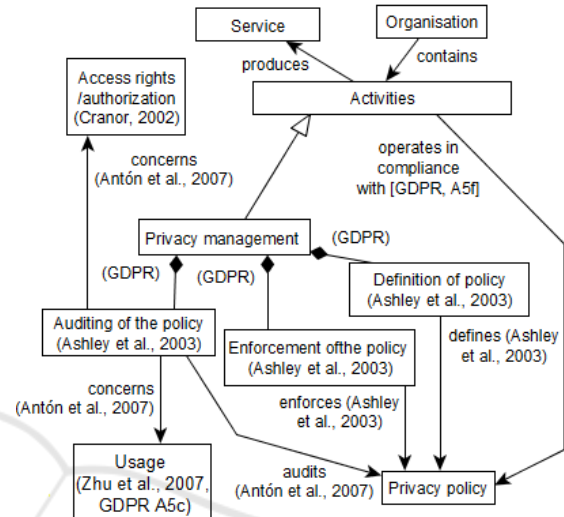 Service
Organisation
produces
contains
Access rights
/authorization
(Cranor, 2002)
Activities
concerns
(Antón et al., 2007)
operates in
compliance
with [GDPR, A5f]
Privacy management
(GDPR)
(GDPR)
(GDPR)
Definition of policy
(Ashley et al., 2003)
Auditing of the policy
(Ashley et al., 2003)
Enforcement ofthe policy
(Ashley et al., 2003)
defines (Ashley
et al., 2003)
concerns
(Antón et al., 2007)
enforces (Ashley
et al., 2003)
Usage
(Zhu et al., 2007,
GDPR A5c)
audits
(Antón et al., 2007)
Privacy policy